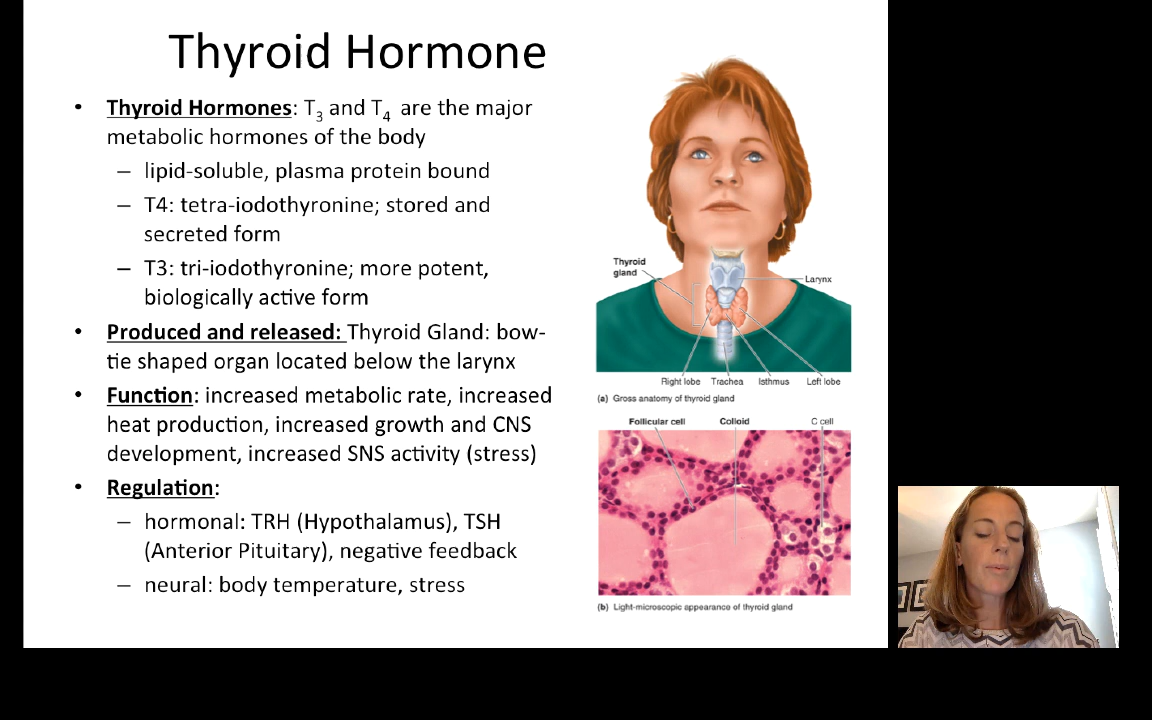 Thyroid Hormone
• Thyroid Hormones: T3 and T4 are the major
metabolic hormones of the body
– lipid-soluble, plasma protein bound
– T4: tetra-iodothyronine; stored and
secreted form
– T3: tri-iodothyronine; more potent,
biologically active form
• Produced and released: Thyroid Gland: bow-
tie shaped organ located below the larynx
• Function: increased metabolic rate, increased
heat production, increased growth and CNS
development, increased SNS activity (stress)
• Regulation:
– hormonal: TRH (Hypothalamus), TSH
(Anterior Pituitary), negative feedback
– neural: body temperature, stress
Thyroid
gland
Larynx
Right lobe Trachea Isthmus Left lobe
(a) Gross anatomy of thyroid gland
Follicular cell Colloid C cell
(b) Light-microscopic appearance of thyroid gland